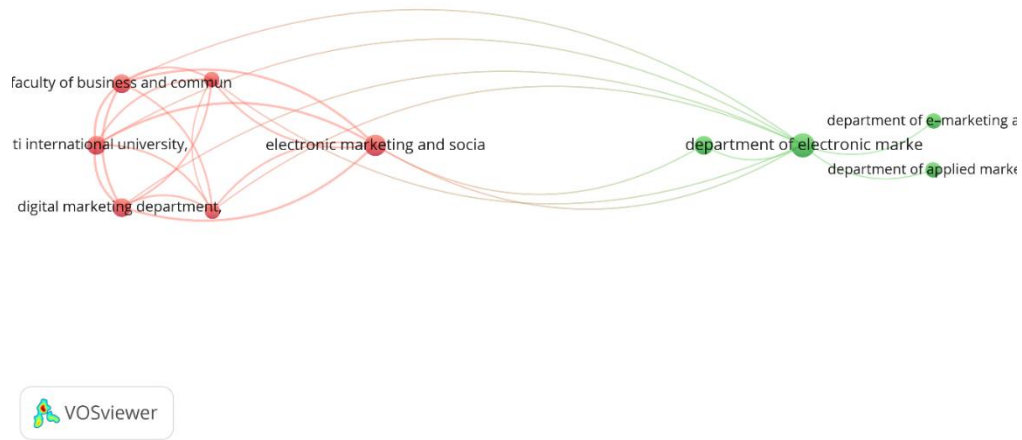 faculty of business and commun
ti international university,
electronic marketing and socia
digital marketing department,
department of electronic marke
department of e-marketing a
department of applied marke
VOSviewer